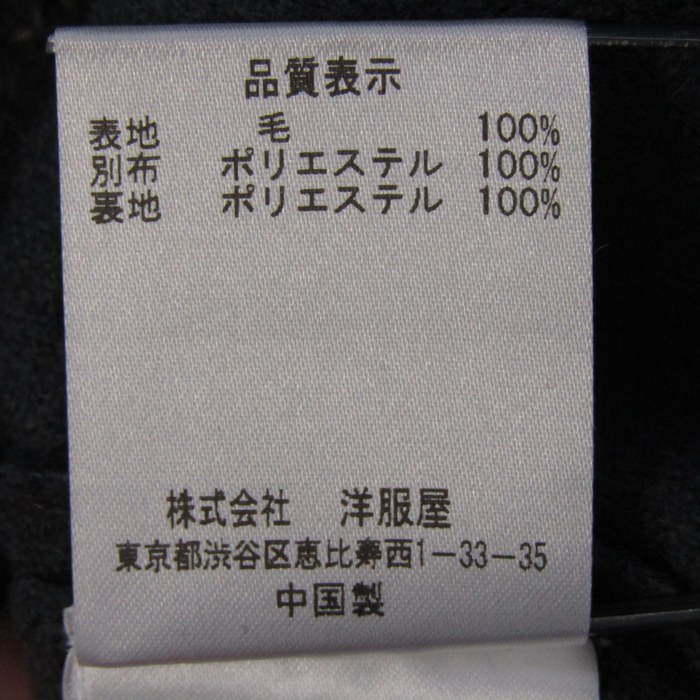 品質表示
表地 毛 100%
別布 ポリエステル 100%
裏地 ポリエステル 100%
株式会社 洋服屋
東京都渋谷区恵比寿西1-33-35
中国製